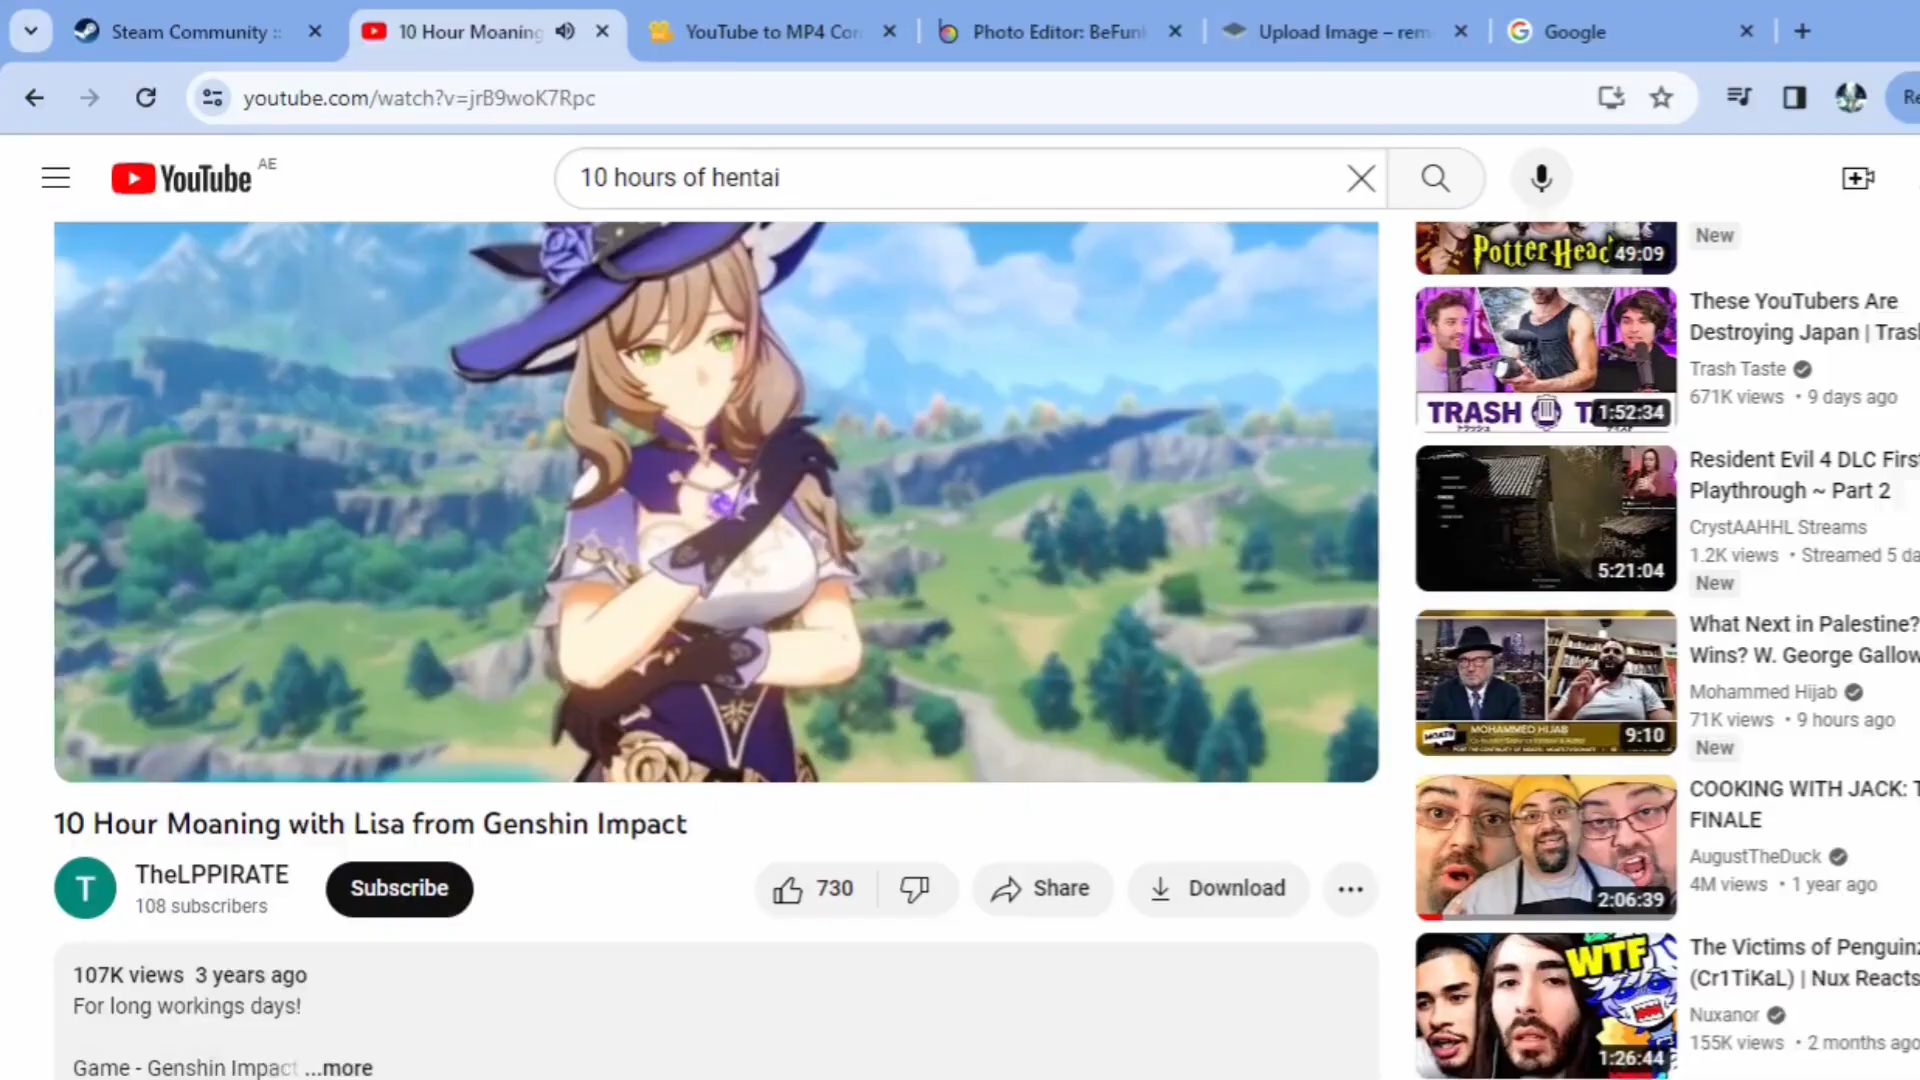 Steam Community ::
10 Hour Moaning
YouTube to MP4 Con
Photo Editor: BeFun
Upload Image – rem
Google
youtube.com/watch?v=jrB9woK7Rpc
Re
YouTube AE
10 hours of hentai
Potter Head
49:09
New
TRASH T
1:52:34
These YouTubers Are
Destroying Japan | Tras
Trash Taste
671K views • 9 days ago
5:21:04
Resident Evil 4 DLC Firs
Playthrough ~ Part 2
CrystAAHHL Streams
1.2K views • Streamed 5 da
New
MOHAMMED HIJAB
9:10
What Next in Palestine?
Wins? W. George Gallow
Mohammed Hijab
71K views • 9 hours ago
New
2:06:39
COOKING WITH JACK: T
FINALE
AugustTheDuck
4M views • 1 year ago
WTF
1:26:44
The Victims of Penguinz
(Cr1TiKaL) | Nux Reacts
Nuxanor
155K views • 2 months ago
10 Hour Moaning with Lisa from Genshin Impact
T
TheLPPIRATE
108 subscribers
Subscribe
730
Share
Download
107K views 3 years ago
For long workings days!
Game - Genshin Impact ...more